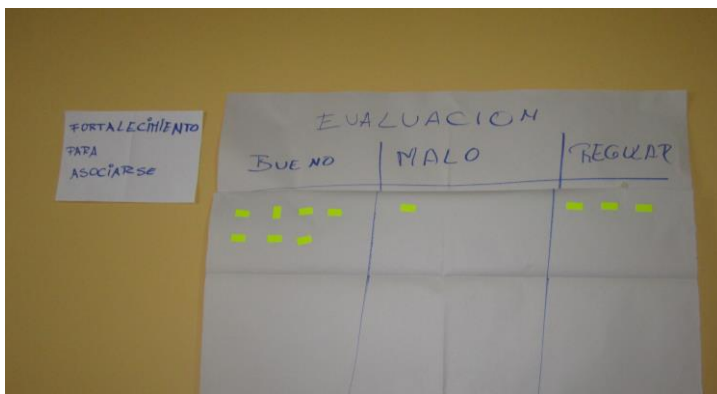 FORTALECIMIENTO
PARA
ASOCIARSE
EVALUACION
BUENO MALO REGULAR